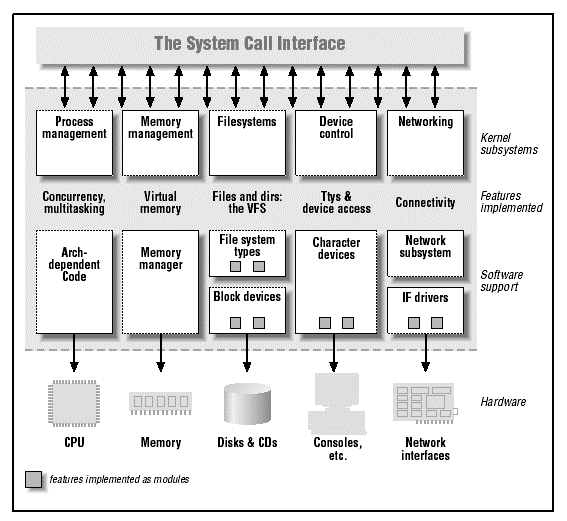 The System Call Interface
Process
management
Memory
management
Filesystems
Device
control
Networking
Kernel
subsystems
Concurrency,
multitasking
Virtual
memory
Files and dirs:
the VFS
Ttys &
device access
Connectivity
Features
implemented
Arch-
dependent
Code
Memory
manager
File system
types
Block devices
Character
devices
Network
subsystem
IF drivers
Software
support
Hardware
CPU
Memory
Disks & CDs
Consoles,
etc.
Network
interfaces
features implemented as modules